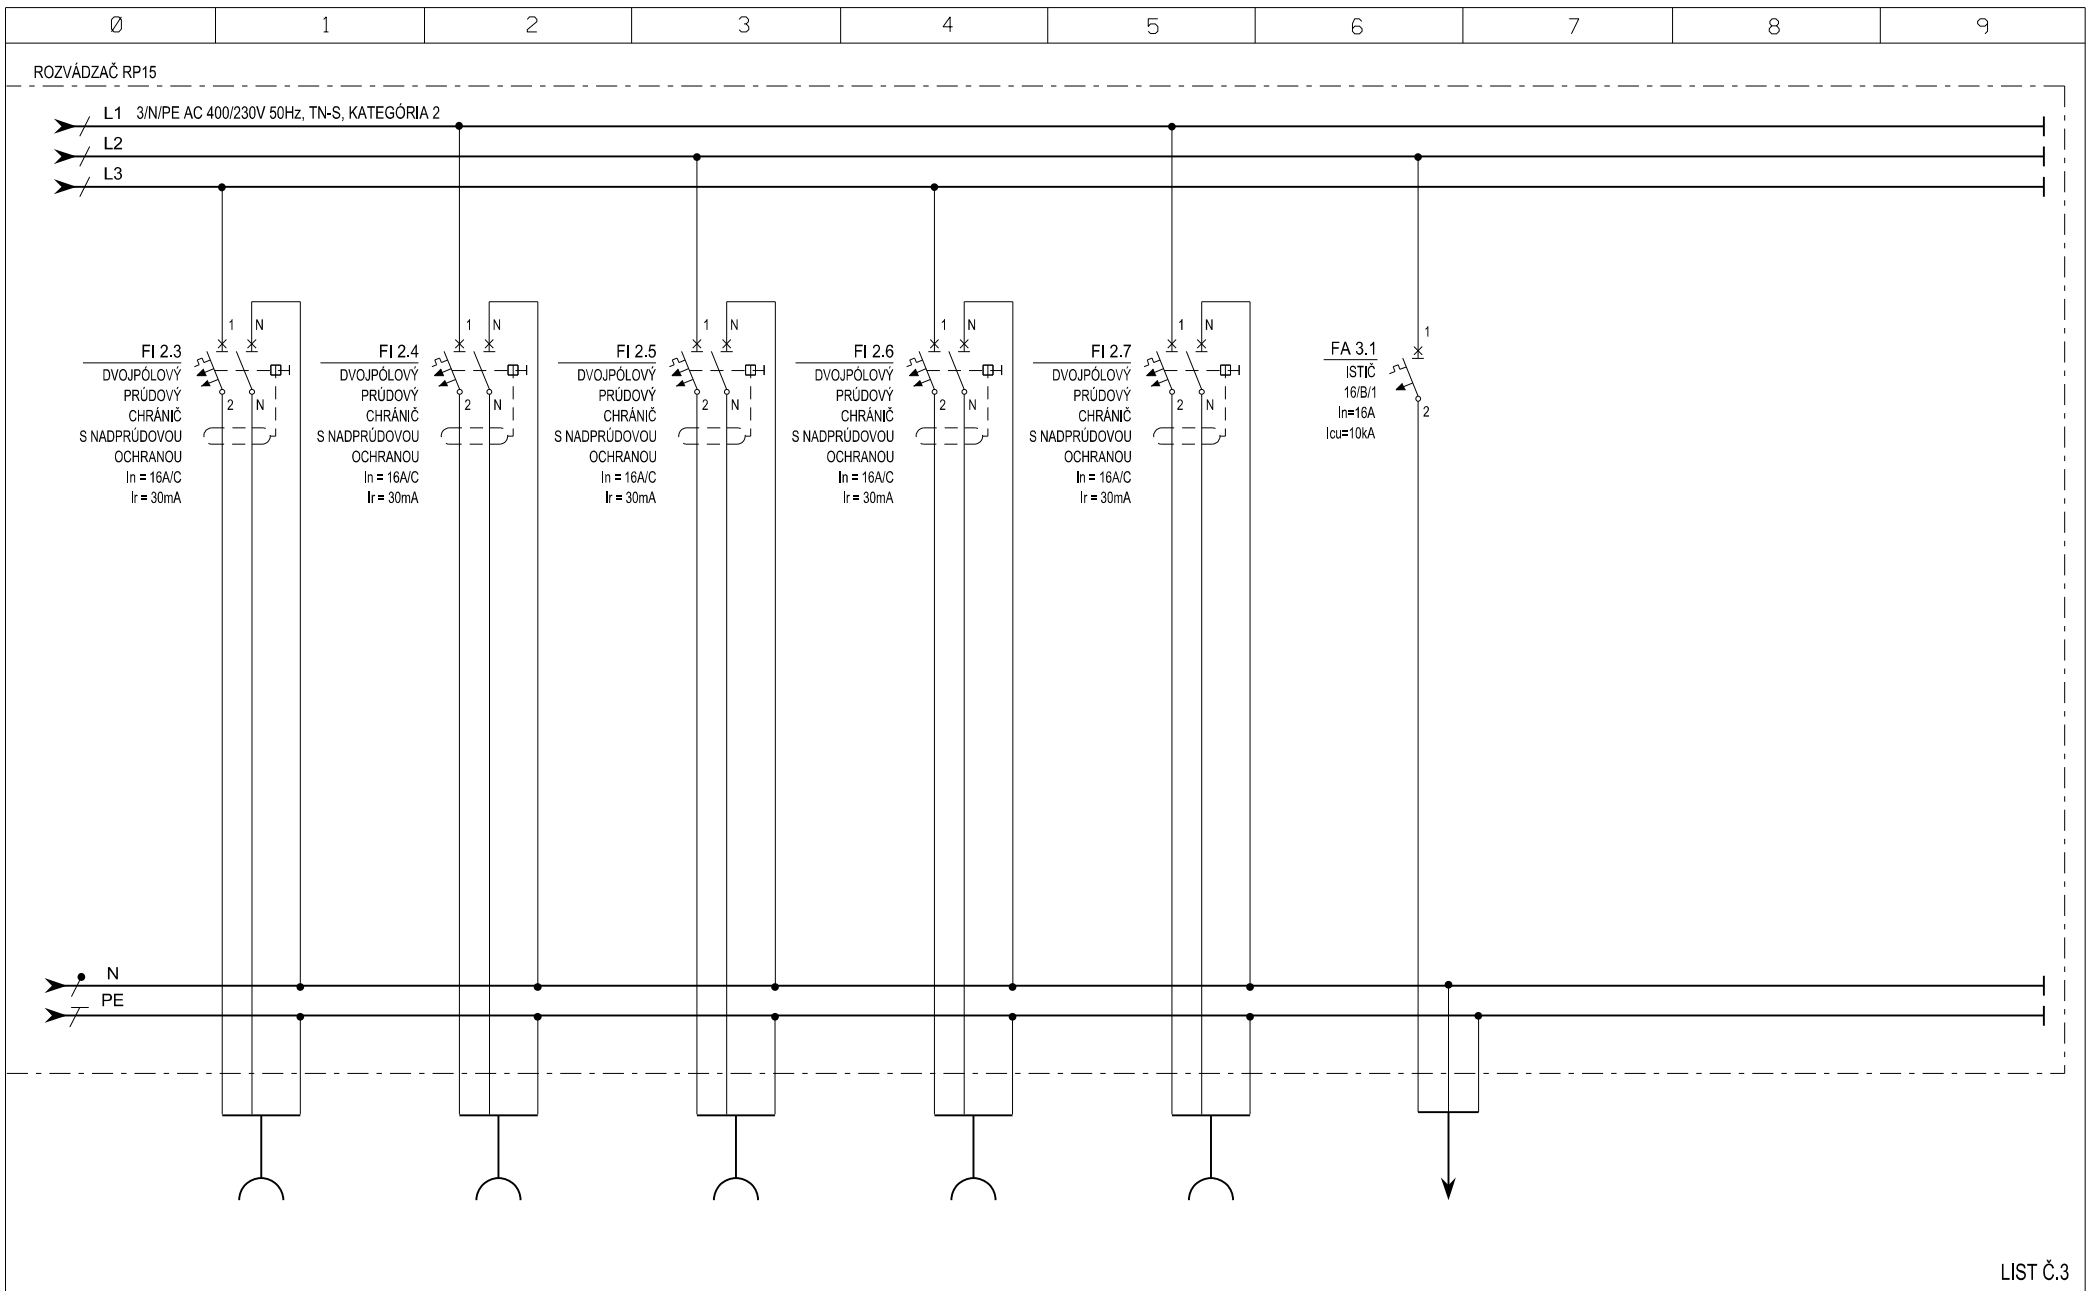 Ø 1 2 3 4 5 6 7 8 9
ROZVÁDZAČ RP15
L1 3/N/PE AC 400/230V 50Hz, TN-S, KATEGÓRIA 2
L2
L3
1 N
FI 2.3
DVOJPÓLOVÝ
PRÚDOVÝ
CHRÁNIČ
S NADPRÚDOVOU
OCHRANOU
In = 16A/C
Ir = 30mA
2 N
1 N
FI 2.4
DVOJPÓLOVÝ
PRÚDOVÝ
CHRÁNIČ
S NADPRÚDOVOU
OCHRANOU
In = 16A/C
Ir = 30mA
2 N
1 N
FI 2.5
DVOJPÓLOVÝ
PRÚDOVÝ
CHRÁNIČ
S NADPRÚDOVOU
OCHRANOU
In = 16A/C
Ir = 30mA
2 N
1 N
FI 2.6
DVOJPÓLOVÝ
PRÚDOVÝ
CHRÁNIČ
S NADPRÚDOVOU
OCHRANOU
In = 16A/C
Ir = 30mA
2 N
1 N
FI 2.7
DVOJPÓLOVÝ
PRÚDOVÝ
CHRÁNIČ
S NADPRÚDOVOU
OCHRANOU
In = 16A/C
Ir = 30mA
2 N
1
FA 3.1
ISTIČ
16/B/1
In=16A
Icu=10kA
2
N
PE
LIST Č.3